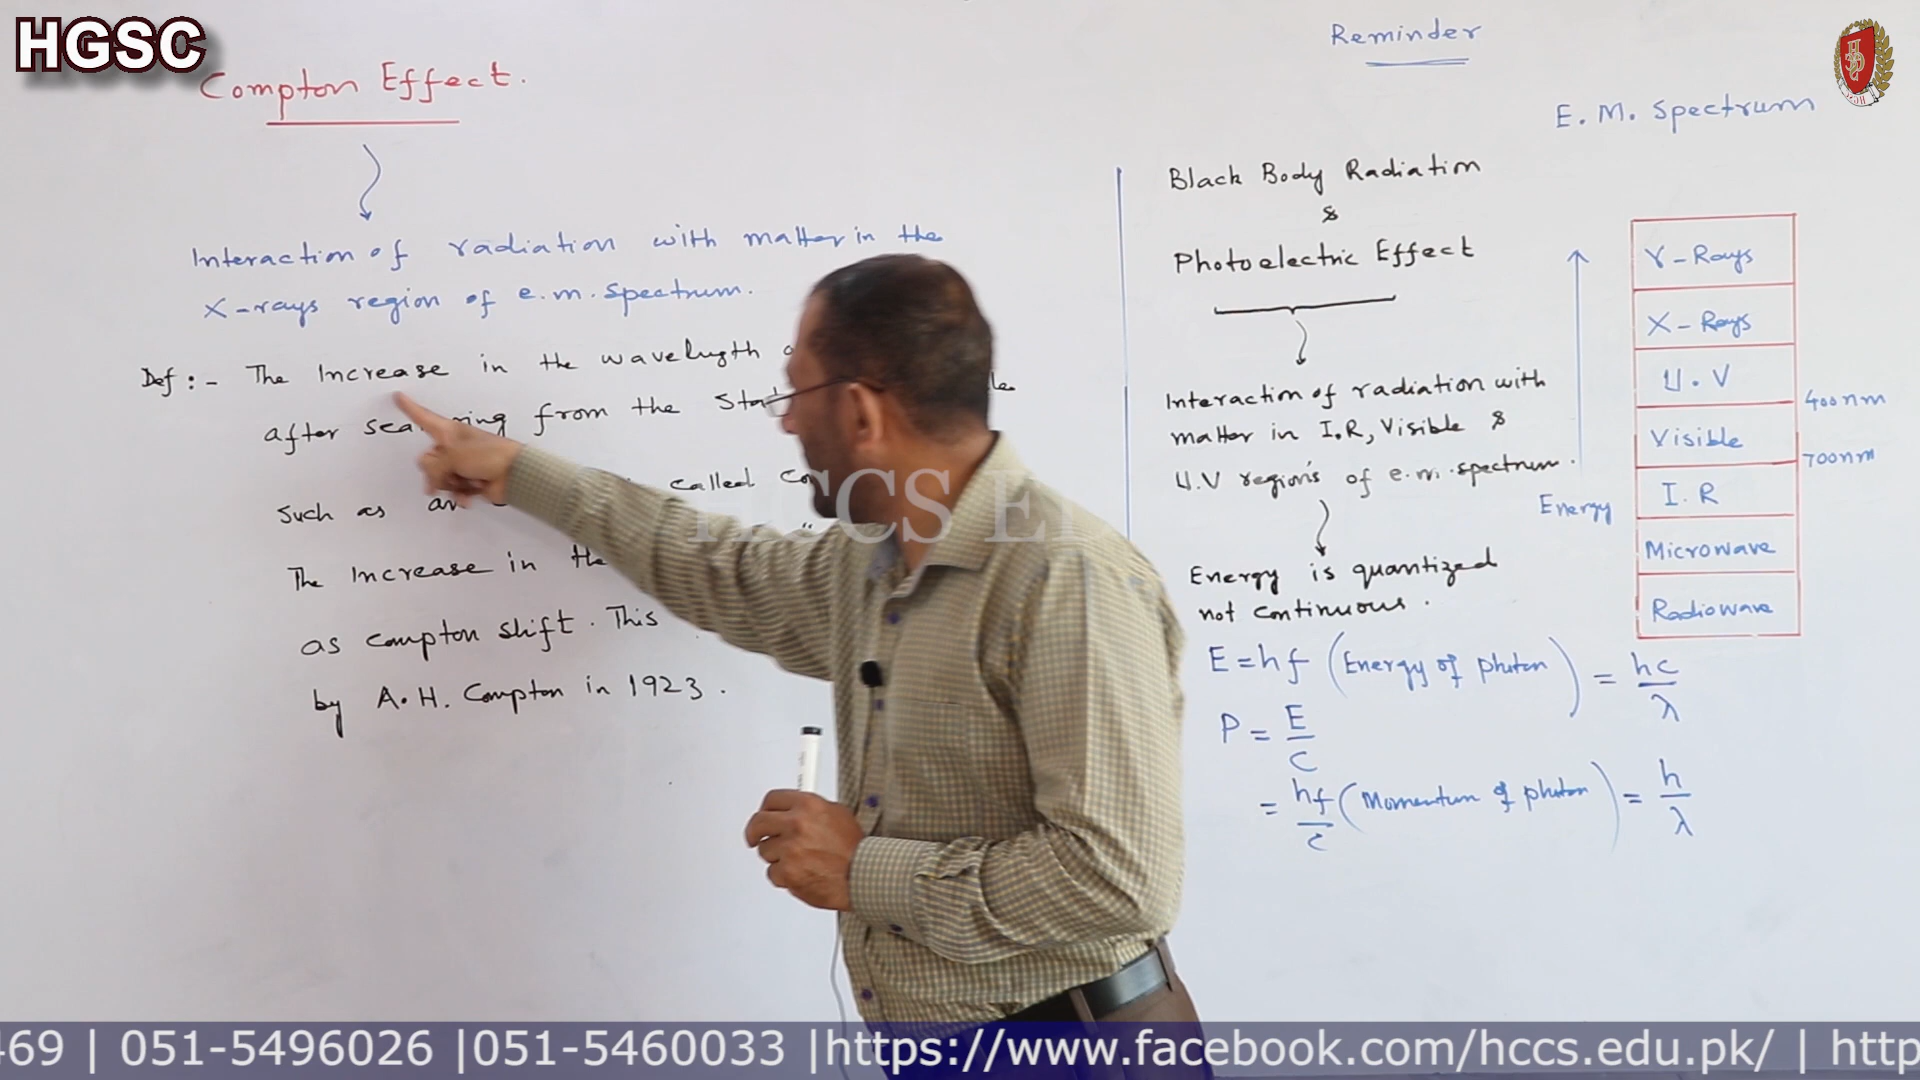 HGSC
Compton Effect.
Interaction of radiation with matter in the
X-rays region of e.m. spectrum.
Def :- The Increase in the wavelength
after from the
Such as called
The Increase in the
as compton shift. This
by A.H. Compton in 1923.
Reminder
E.M. Spectrum
Black Body Radiation
&
Photoelectric Effect
Interaction of radiation with
matter in I.R, Visible &
U.V region's of e.m. spectrum.
Energy is quantized
not continuous.
E = hf (Energy of photon) = hc/λ
P = E/c
= hf/c (Momentum of photon) = h/λ
Energy
γ-Rays
X-Rays
U.V
400nm
Visible
700nm
I.R
Microwave
Radiowave
HCCS
469 | 051-5496026 |051-5460033 |https://www.facebook.com/hccs.edu.pk/ | http